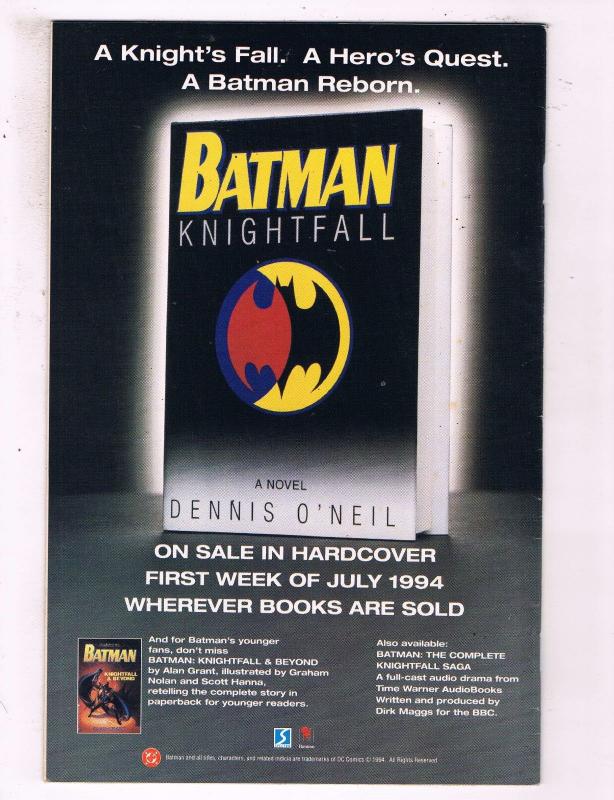 A Knight's Fall. A Hero's Quest.
A Batman Reborn.
BATMAN
KNIGHTFALL
A NOVEL
DENNIS O'NEIL
ON SALE IN HARDCOVER
FIRST WEEK OF JULY 1994
WHEREVER BOOKS ARE SOLD
BATMAN
KNIGHTFALL
& BEYOND
And for Batman's younger
fans, don't miss
BATMAN: KNIGHTFALL & BEYOND
by Alan Grant, illustrated by Graham
Nolan and Scott Hanna,
retelling the complete story in
paperback for younger readers.
Also available:
BATMAN: THE COMPLETE
KNIGHTFALL SAGA
A full-cast audio drama from
Time Warner AudioBooks
Written and produced by
Dirk Maggs for the BBC.
S
Bantam
DC
Batman and all titles, characters, and related indicia are trademarks of DC Comics © 1994. All Rights Reserved